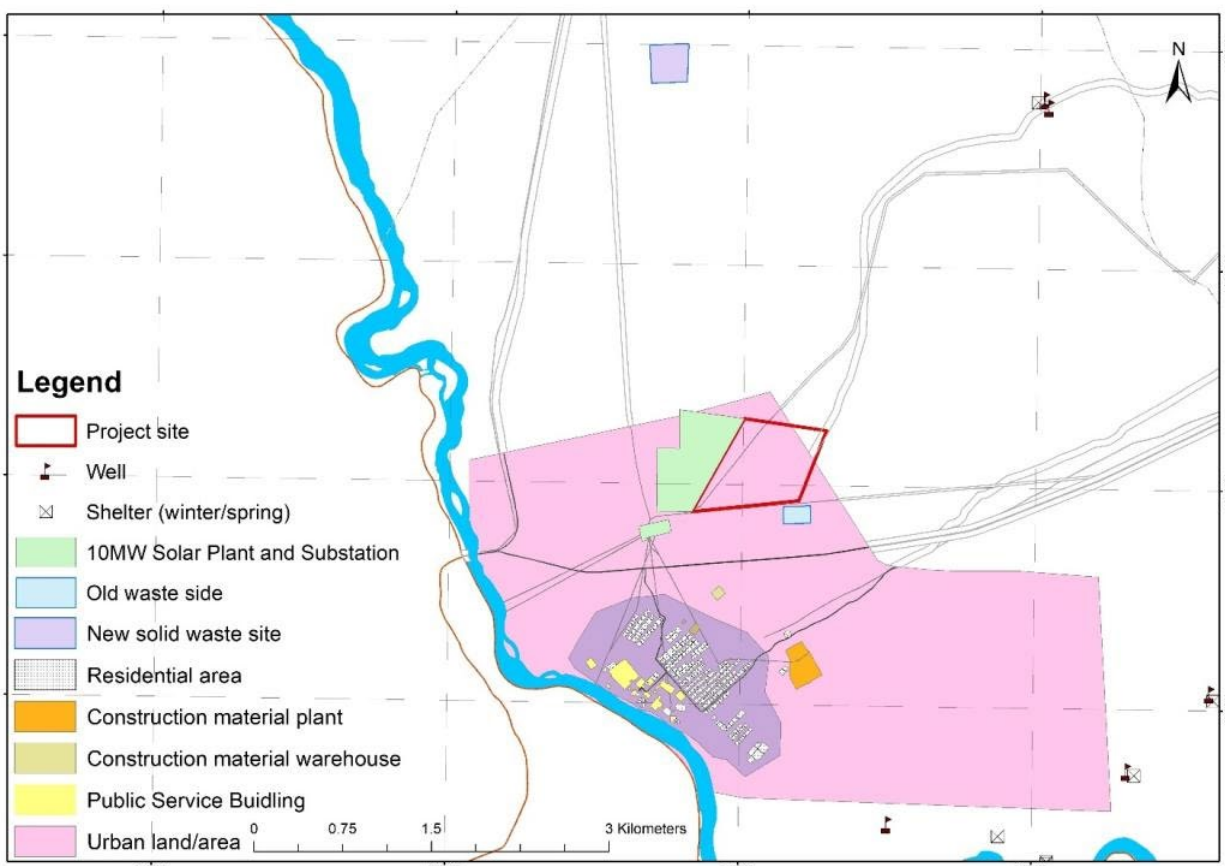 N
Legend
Project site
Well
Shelter (winter/spring)
10MW Solar Plant and Substation
Old waste side
New solid waste site
Residential area
Construction material plant
Construction material warehouse
Public Service Buidling
Urban land/area
0 0.75 1.5 3 Kilometers